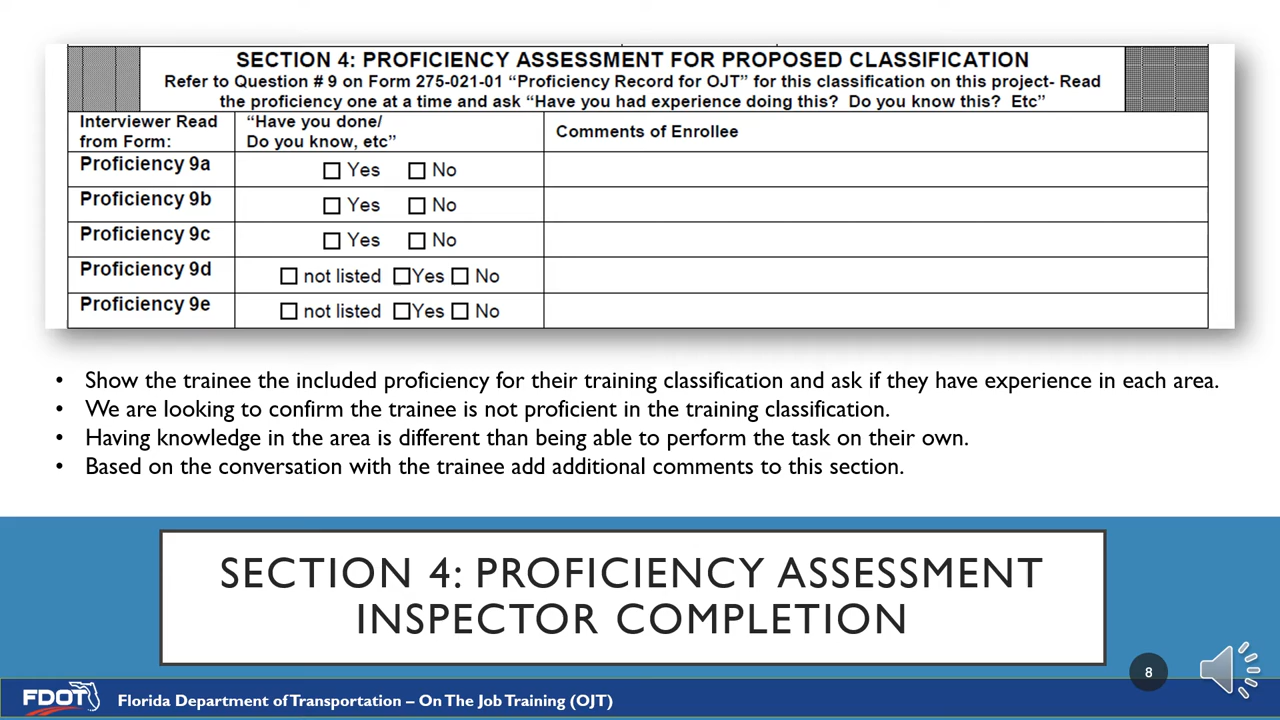 SECTION 4: PROFICIENCY ASSESSMENT FOR PROPOSED CLASSIFICATION
Refer to Question # 9 on Form 275-021-01 “Proficiency Record for OJT” for this classification on this project- Read
the proficiency one at a time and ask “Have you had experience doing this? Do you know this? Etc”
Interviewer Read
from Form:
“Have you done/
Do you know, etc”
Comments of Enrollee
Proficiency 9a
☐ Yes ☐ No
Proficiency 9b
☐ Yes ☐ No
Proficiency 9c
☐ Yes ☐ No
Proficiency 9d
☐ not listed ☐Yes ☐ No
Proficiency 9e
☐ not listed ☐Yes ☐ No
• Show the trainee the included proficiency for their training classification and ask if they have experience in each area.
• We are looking to confirm the trainee is not proficient in the training classification.
• Having knowledge in the area is different than being able to perform the task on their own.
• Based on the conversation with the trainee add additional comments to this section.
SECTION 4: PROFICIENCY ASSESSMENT
INSPECTOR COMPLETION
8
FDOT
Florida Department of Transportation – On The Job Training (OJT)